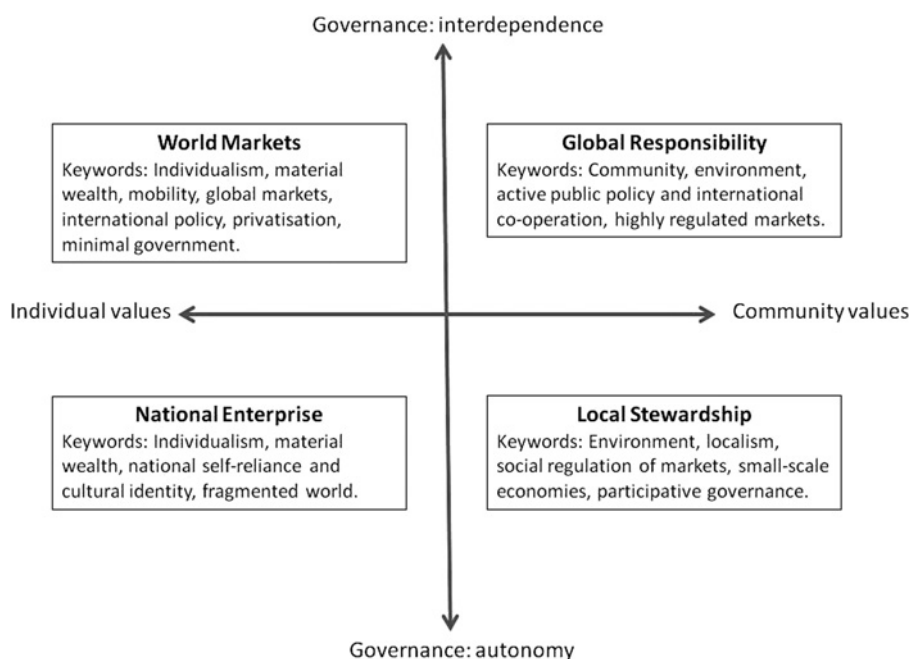 Governance: interdependence
World Markets
Keywords: Individualism, material
wealth, mobility, global markets,
international policy, privatisation,
minimal government.
Global Responsibility
Keywords: Community, environment,
active public policy and international
co-operation, highly regulated markets.
Individual values
Community values
National Enterprise
Keywords: Individualism, material
wealth, national self-reliance and
cultural identity, fragmented world.
Local Stewardship
Keywords: Environment, localism,
social regulation of markets, small-scale
economies, participative governance.
Governance: autonomy